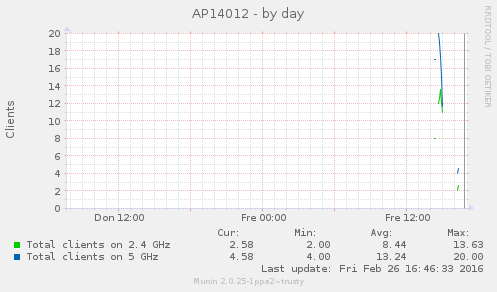 AP14012 - by day
RRDTOOL / TOBI OETIKER
Clients
20
18
16
14
12
10
8
6
4
2
0
Don 12:00 Fre 00:00 Fre 12:00
Cur: Min: Avg: Max:
Total clients on 2.4 GHz 2.58 2.00 8.44 13.63
Total clients on 5 GHz 4.58 4.00 13.24 20.00
Last update: Fri Feb 26 16:46:33 2016
Munin 2.0.25-1ppa2~trusty